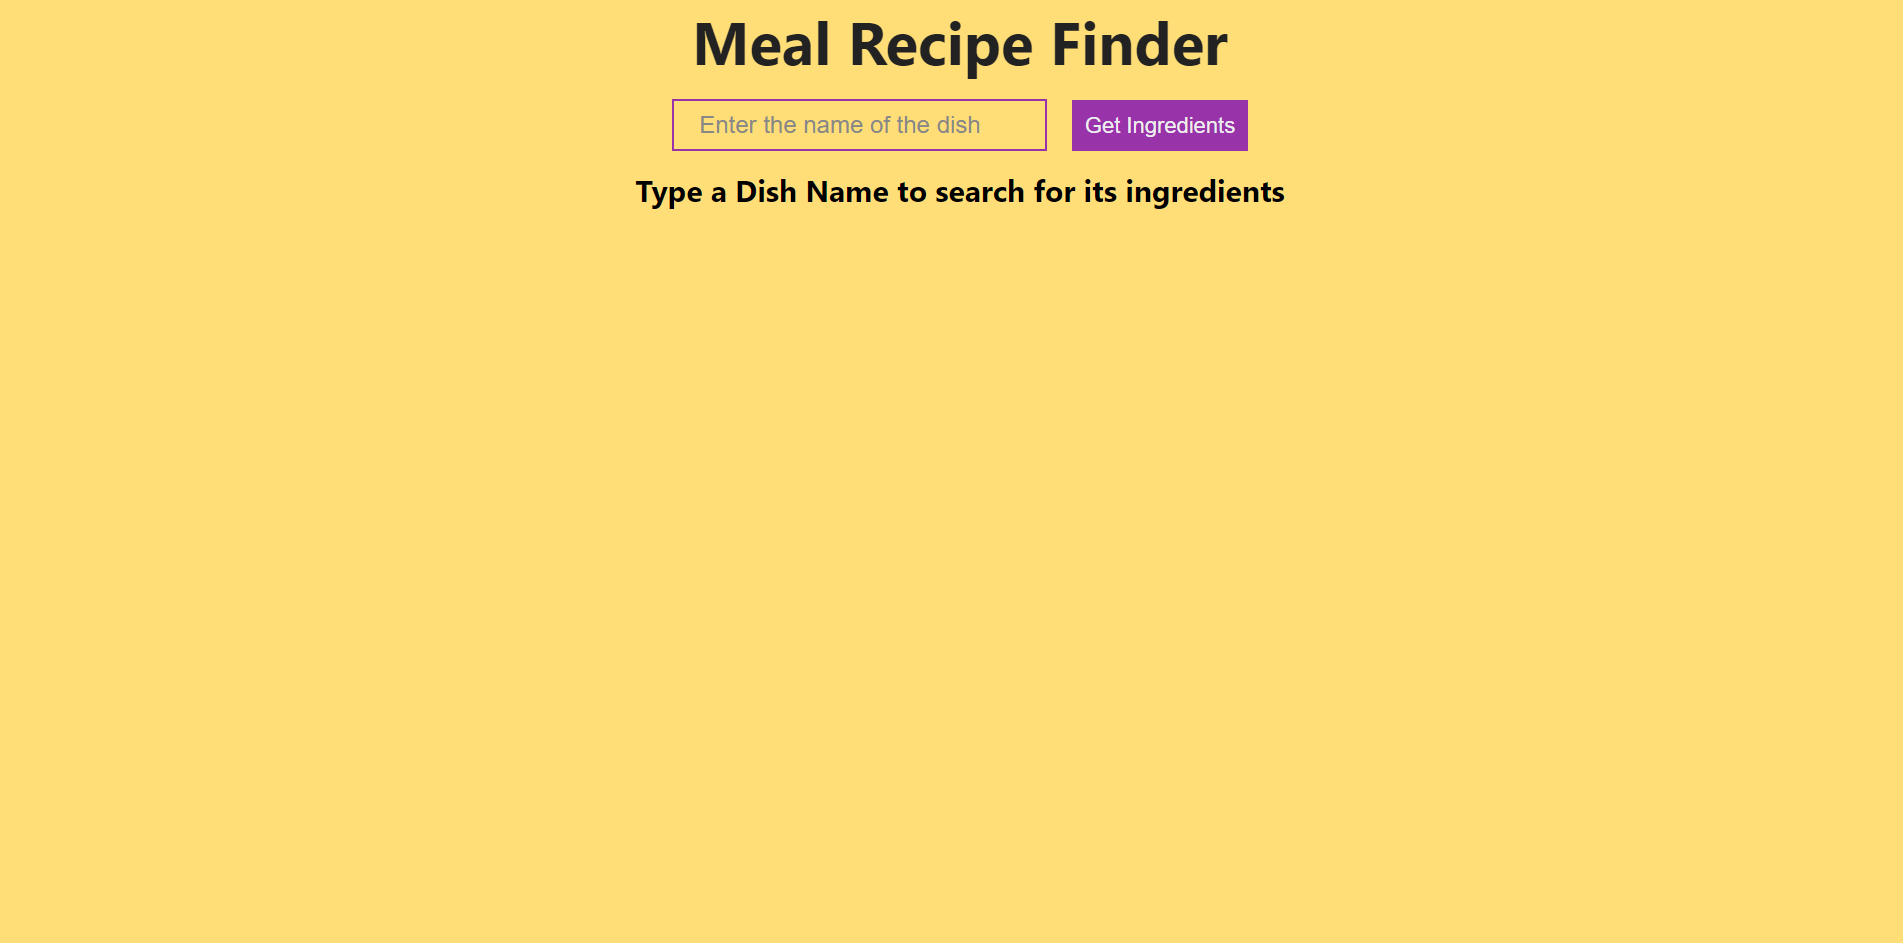 Meal Recipe Finder
Enter the name of the dish
Get Ingredients
Type a Dish Name to search for its ingredients